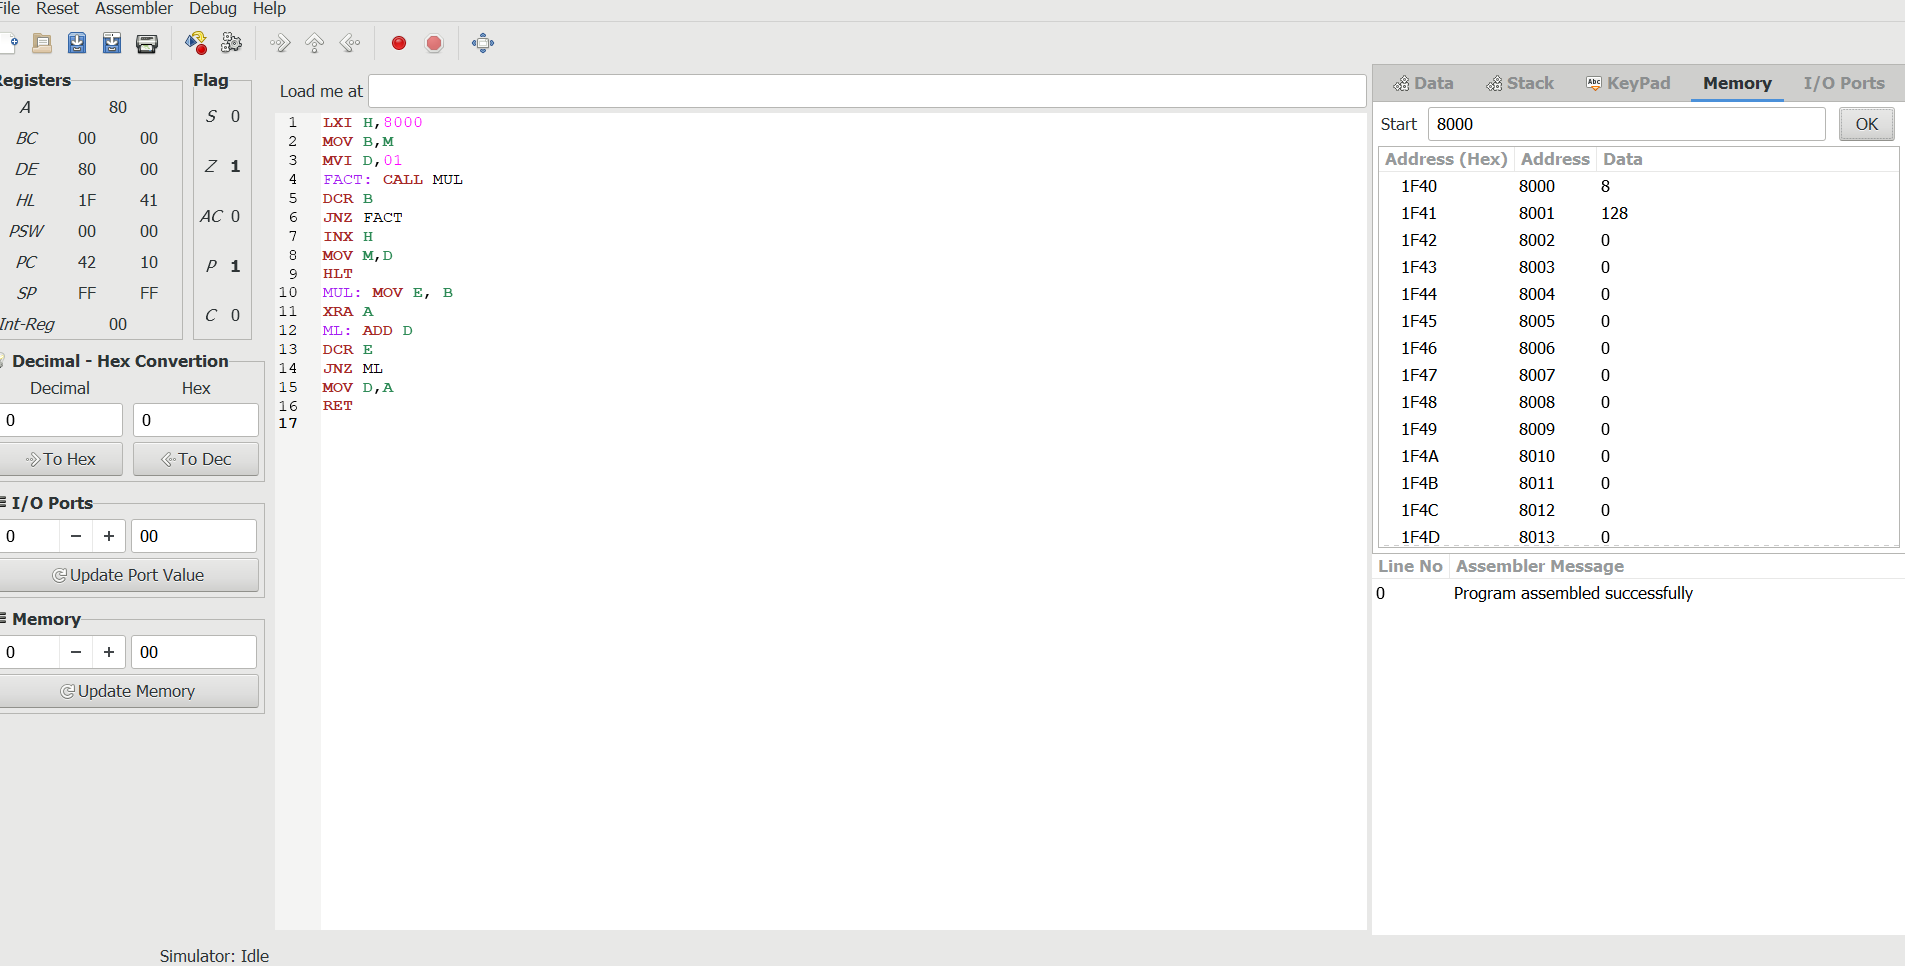 File Reset Assembler Debug Help
Registers
A 80
BC 00 00
DE 80 00
HL 1F 41
PSW 00 00
PC 42 10
SP FF FF
Int-Reg 00
Flag
S 0
Z 1
AC 0
P 1
C 0
Decimal - Hex Convertion
Decimal Hex
0 0
To Hex To Dec
I/O Ports
0 − + 00
Update Port Value
Memory
0 − + 00
Update Memory
Load me at
1 LXI H,8000
2 MOV B,M
3 MVI D,01
4 FACT: CALL MUL
5 DCR B
6 JNZ FACT
7 INX H
8 MOV M,D
9 HLT
10 MUL: MOV E, B
11 XRA A
12 ML: ADD D
13 DCR E
14 JNZ ML
15 MOV D,A
16 RET
17
Data Stack Abc KeyPad Memory I/O Ports
Start 8000 OK
Address (Hex) Address Data
1F40 8000 8
1F41 8001 128
1F42 8002 0
1F43 8003 0
1F44 8004 0
1F45 8005 0
1F46 8006 0
1F47 8007 0
1F48 8008 0
1F49 8009 0
1F4A 8010 0
1F4B 8011 0
1F4C 8012 0
1F4D 8013 0
Line No Assembler Message
0 Program assembled successfully
Simulator: Idle